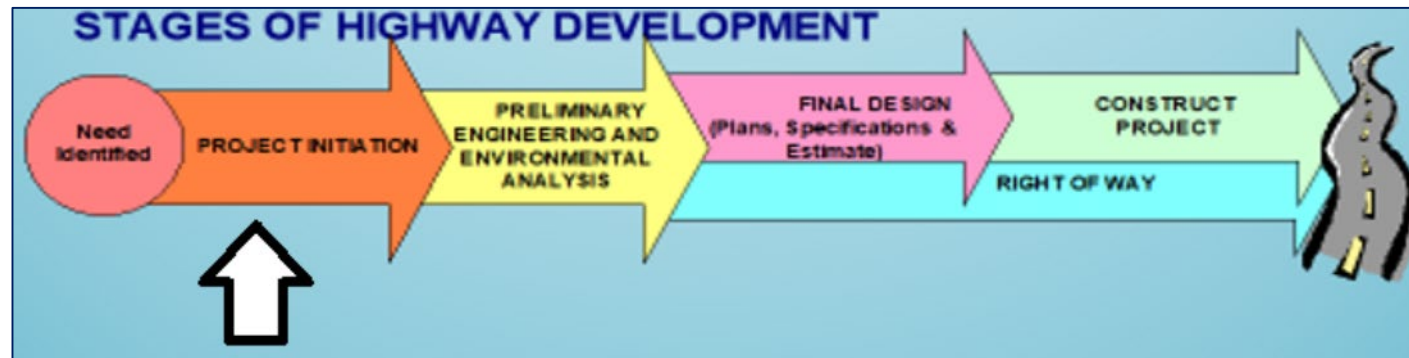 STAGES OF HIGHWAY DEVELOPMENT
Need
Identified
PROJECT INITIATION
PRELIMINARY
ENGINEERING AND
ENVIRONMENTAL
ANALYSIS
FINAL DESIGN
(Plans, Specifications &
Estimate)
CONSTRUCT
PROJECT
RIGHT OF WAY